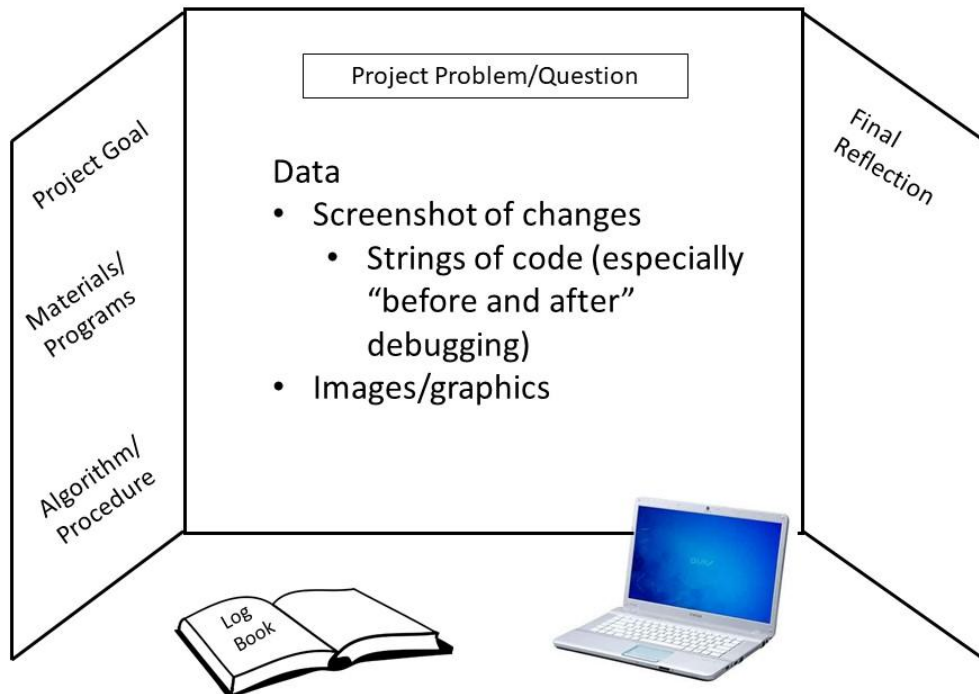 Project Problem/Question
Project Goal
Materials/
Programs
Algorithm/
Procedure
Data
• Screenshot of changes
• Strings of code (especially
“before and after”
debugging)
• Images/graphics
Final
Reflection
Log
Book